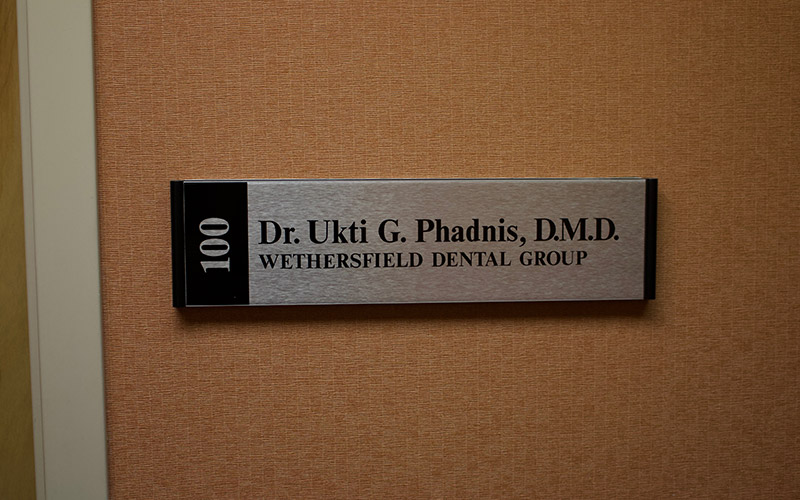 100
Dr. Ukti G. Phadnis, D.M.D.
WETHERSFIELD DENTAL GROUP